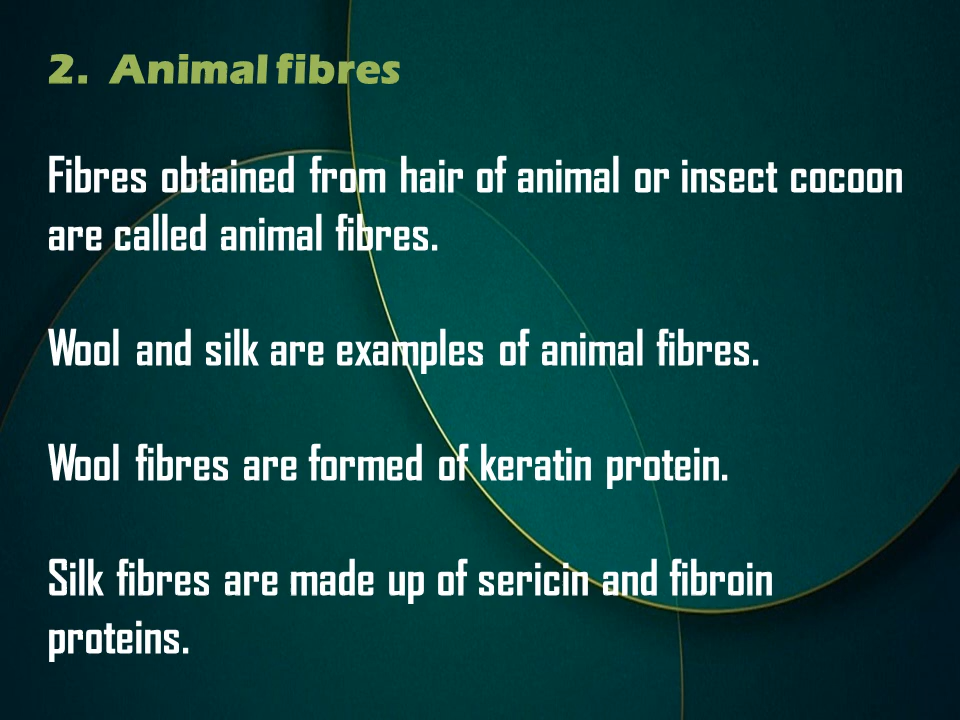 2. Animal fibres
Fibres obtained from hair of animal or insect cocoon
are called animal fibres.
Wool and silk are examples of animal fibres.
Wool fibres are formed of keratin protein.
Silk fibres are made up of sericin and fibroin
proteins.